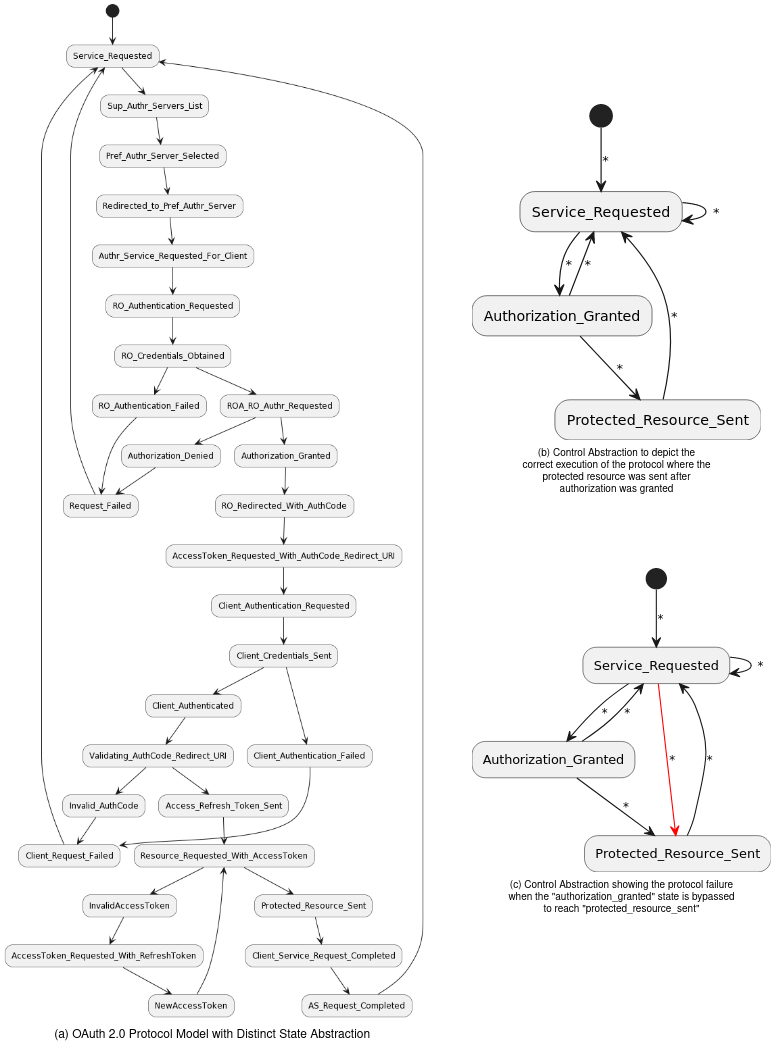 Service_Requested
Sup_Authr_Servers_List
Pref_Authr_Server_Selected
Redirected_to_Pref_Authr_Server
Authr_Service_Requested_For_Client
RO_Authentication_Requested
RO_Credentials_Obtained
RO_Authentication_Failed
ROA_RO_Authr_Requested
Authorization_Denied
Authorization_Granted
Request_Failed
RO_Redirected_With_AuthCode
AccessToken_Requested_With_AuthCode_Redirect_URI
Client_Authentication_Requested
Client_Credentials_Sent
Client_Authenticated
Validating_AuthCode_Redirect_URI
Client_Authentication_Failed
Invalid_AuthCode
Access_Refresh_Token_Sent
Client_Request_Failed
Resource_Requested_With_AccessToken
InvalidAccessToken
Protected_Resource_Sent
AccessToken_Requested_With_RefreshToken
Client_Service_Request_Completed
NewAccessToken
AS_Request_Completed
(a) OAuth 2.0 Protocol Model with Distinct State Abstraction
*
Service_Requested
*
*
*
Authorization_Granted
*
*
Protected_Resource_Sent
(b) Control Abstraction to depict the
correct execution of the protocol where the
protected resource was sent after
authorization was granted
*
Service_Requested
*
*
*
Authorization_Granted
*
*
*
Protected_Resource_Sent
(c) Control Abstraction showing the protocol failure
when the "authorization_granted" state is bypassed
to reach "protected_resource_sent"